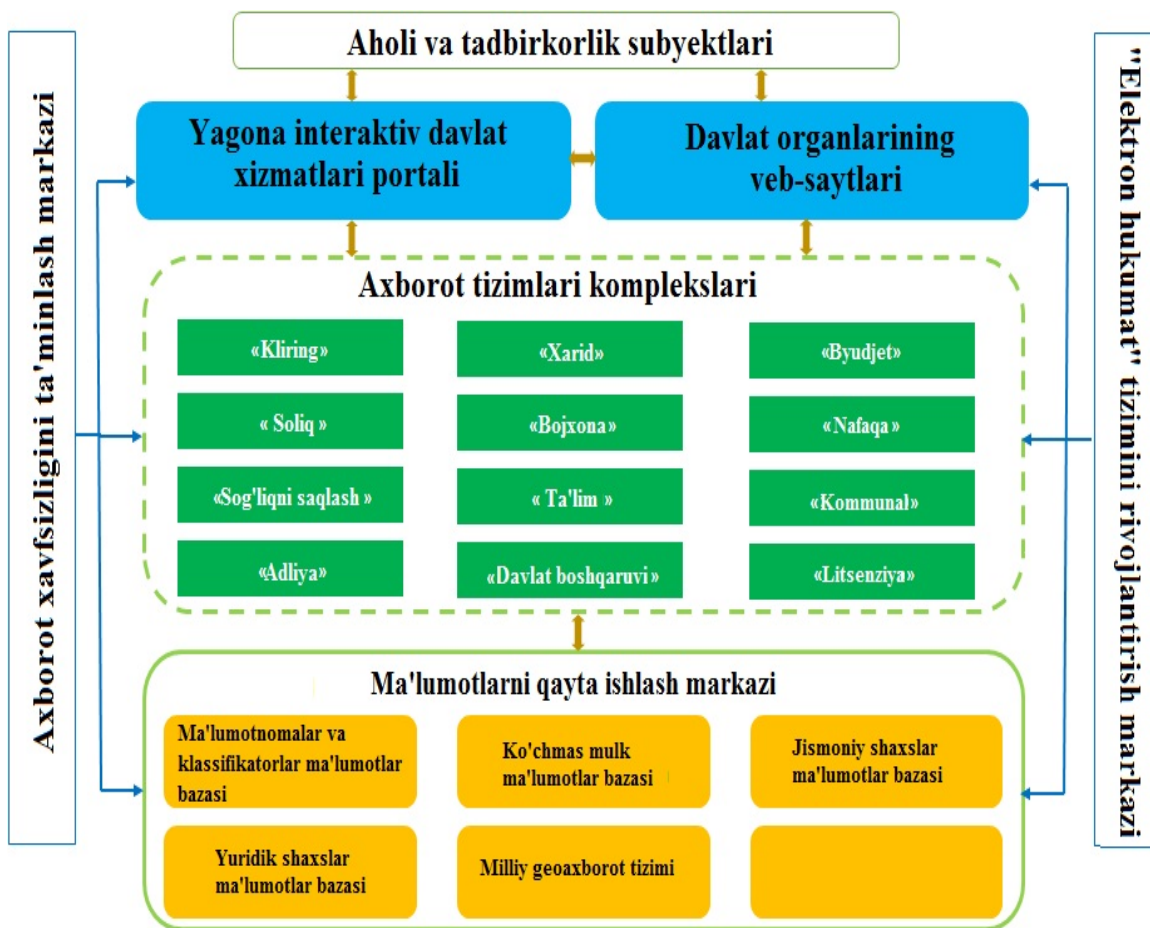 Aholi va tadbirkorlik subyektlari
Yagona interaktiv davlat
xizmatlari portali
Davlat organlarining
veb-saytlari
Axborot xavfsizligini ta'minlash markazi
"Elektron hukumat" tizimini rivojlantirish markazi
Axborot tizimlari komplekslari
«Kliring»
«Xarid»
«Byudjet»
« Soliq »
«Bojxona»
«Nafaqa»
«Sog'liqni saqlash »
«Ta'lim »
«Kommunal»
«Adliya»
«Davlat boshqaruvi»
«Litsenziya»
Ma'lumotlarni qayta ishlash markazi
Ma'lumotnomalar va
klassifikatorlar ma'lumotlar
bazasi
Ko'chmas mulk
ma'lumotlar bazasi
Jismoniy shaxslar
ma'lumotlar bazasi
Yuridik shaxslar
ma'lumotlar bazasi
Milliy geoaxborot tizimi